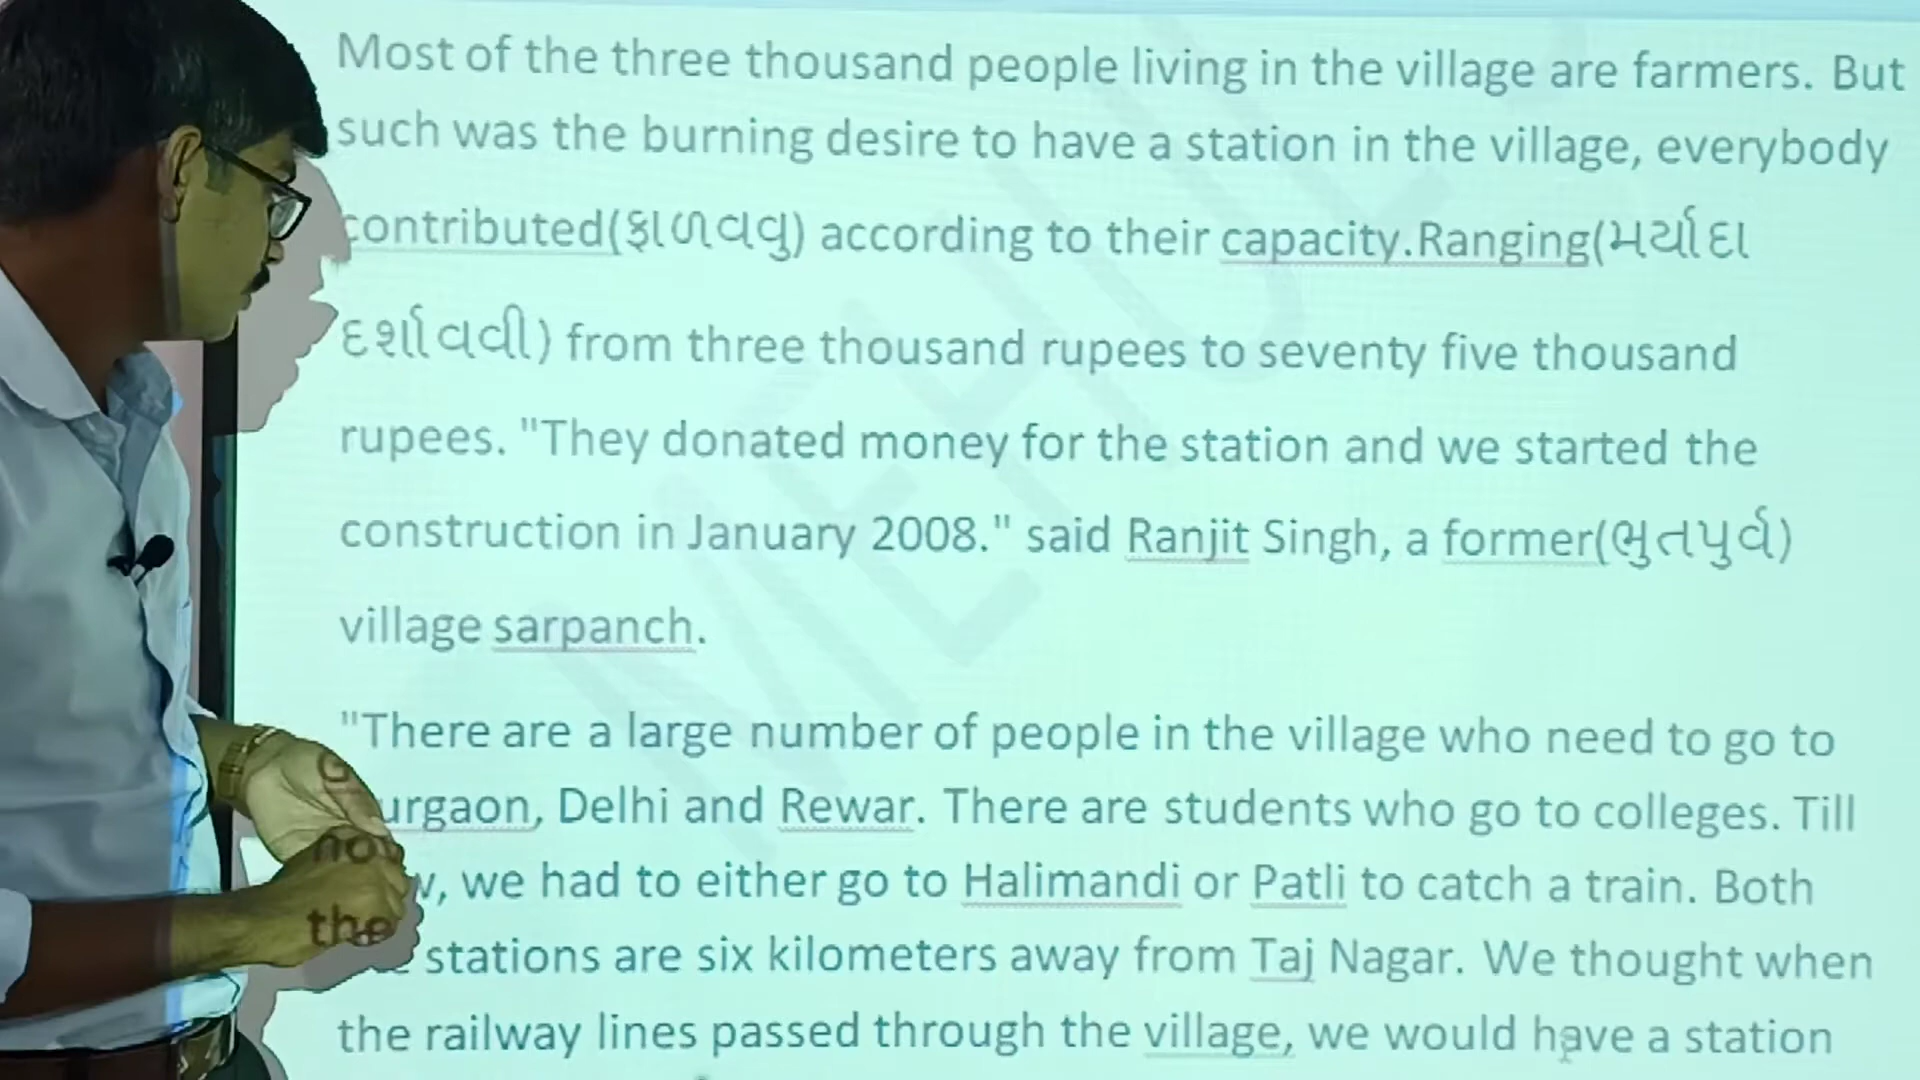 Most of the three thousand people living in the village are farmers. But
such was the burning desire to have a station in the village, everybody
contributed(ફાળવવુ) according to their capacity.Ranging(મર્યાદા
દર્શાવવી) from three thousand rupees to seventy five thousand
rupees. "They donated money for the station and we started the
construction in January 2008." said Ranjit Singh, a former(ભુતપુર્વ)
village sarpanch.
"There are a large number of people in the village who need to go to
Gurgaon, Delhi and Rewar. There are students who go to colleges. Till
now, we had to either go to Halimandi or Patli to catch a train. Both
the stations are six kilometers away from Taj Nagar. We thought when
the railway lines passed through the village, we would have a station
MEHUL